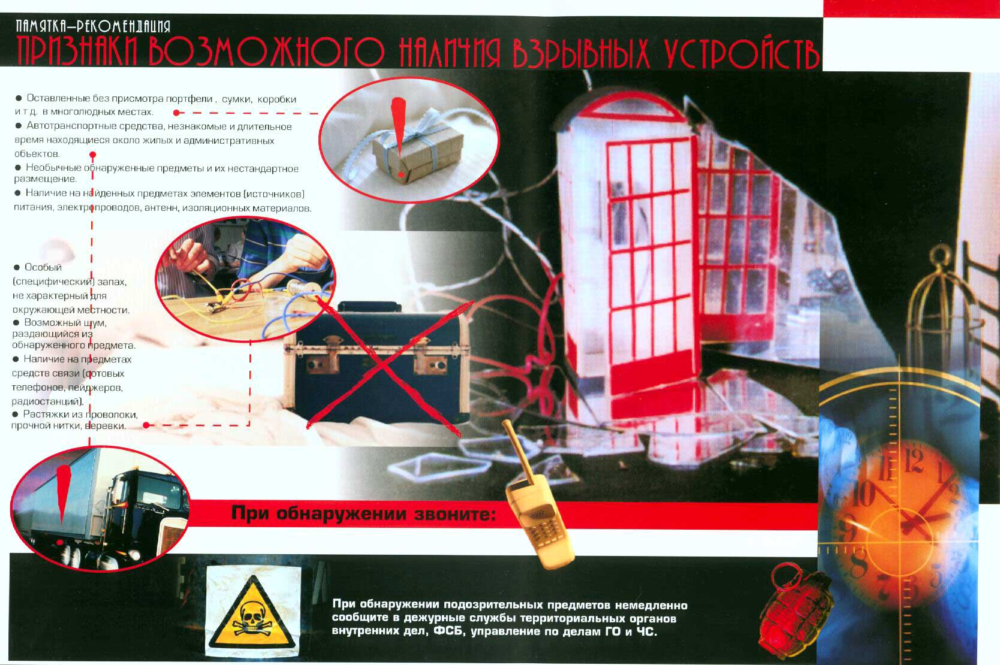 ПАМЯТКА–РЕКОМЕНДАЦИЯ
ПРИЗНАКИ ВОЗМОЖНОГО НАЛИЧИЯ ВЗРЫВНЫХ УСТРОЙСТВ
● Оставленные без присмотра портфели , сумки, коробки
и т д. в многолюдных местах.
● Автотранспортные средства, незнакомые и длительное
время находящиеся около жилых и административных
объектов.
● Необычные обнаруженные предметы и их нестандартное
размещение.
● Наличие на найденных предметах элементов (источников)
питания, электропроводов, антенн, изоляционных материалов.
● Особый
(специфический) запах,
не характерный для
окружающей местности.
● Возможный шум,
раздающийся из
обнаруженного предмета.
● Наличие на предметах
средств связи (сотовых
телефонов, пейджеров,
радиостанций).
● Растяжки из проволоки,
прочной нитки, веревки.
При обнаружении звоните:
При обнаружении подозрительных предметов немедленно
сообщите в дежурные службы территориальных органов
внутренних дел, ФСБ, управление по делам ГО и ЧС.
11 12 1
10 2
9
8
7 5